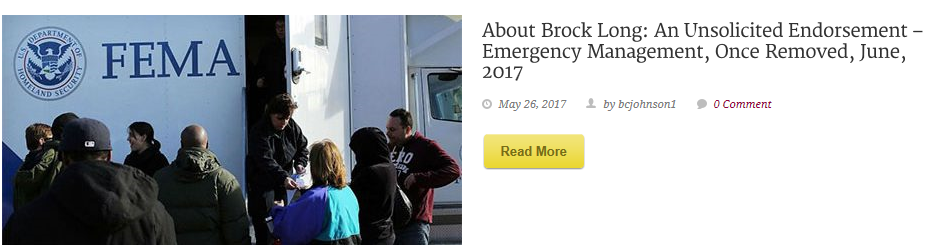 U.S. DEPARTMENT OF
HOMELAND SECURITY
FEMA
About Brock Long: An Unsolicited Endorsement –
Emergency Management, Once Removed, June,
2017
May 26, 2017
by bcjohnson1
0 Comment
Read More